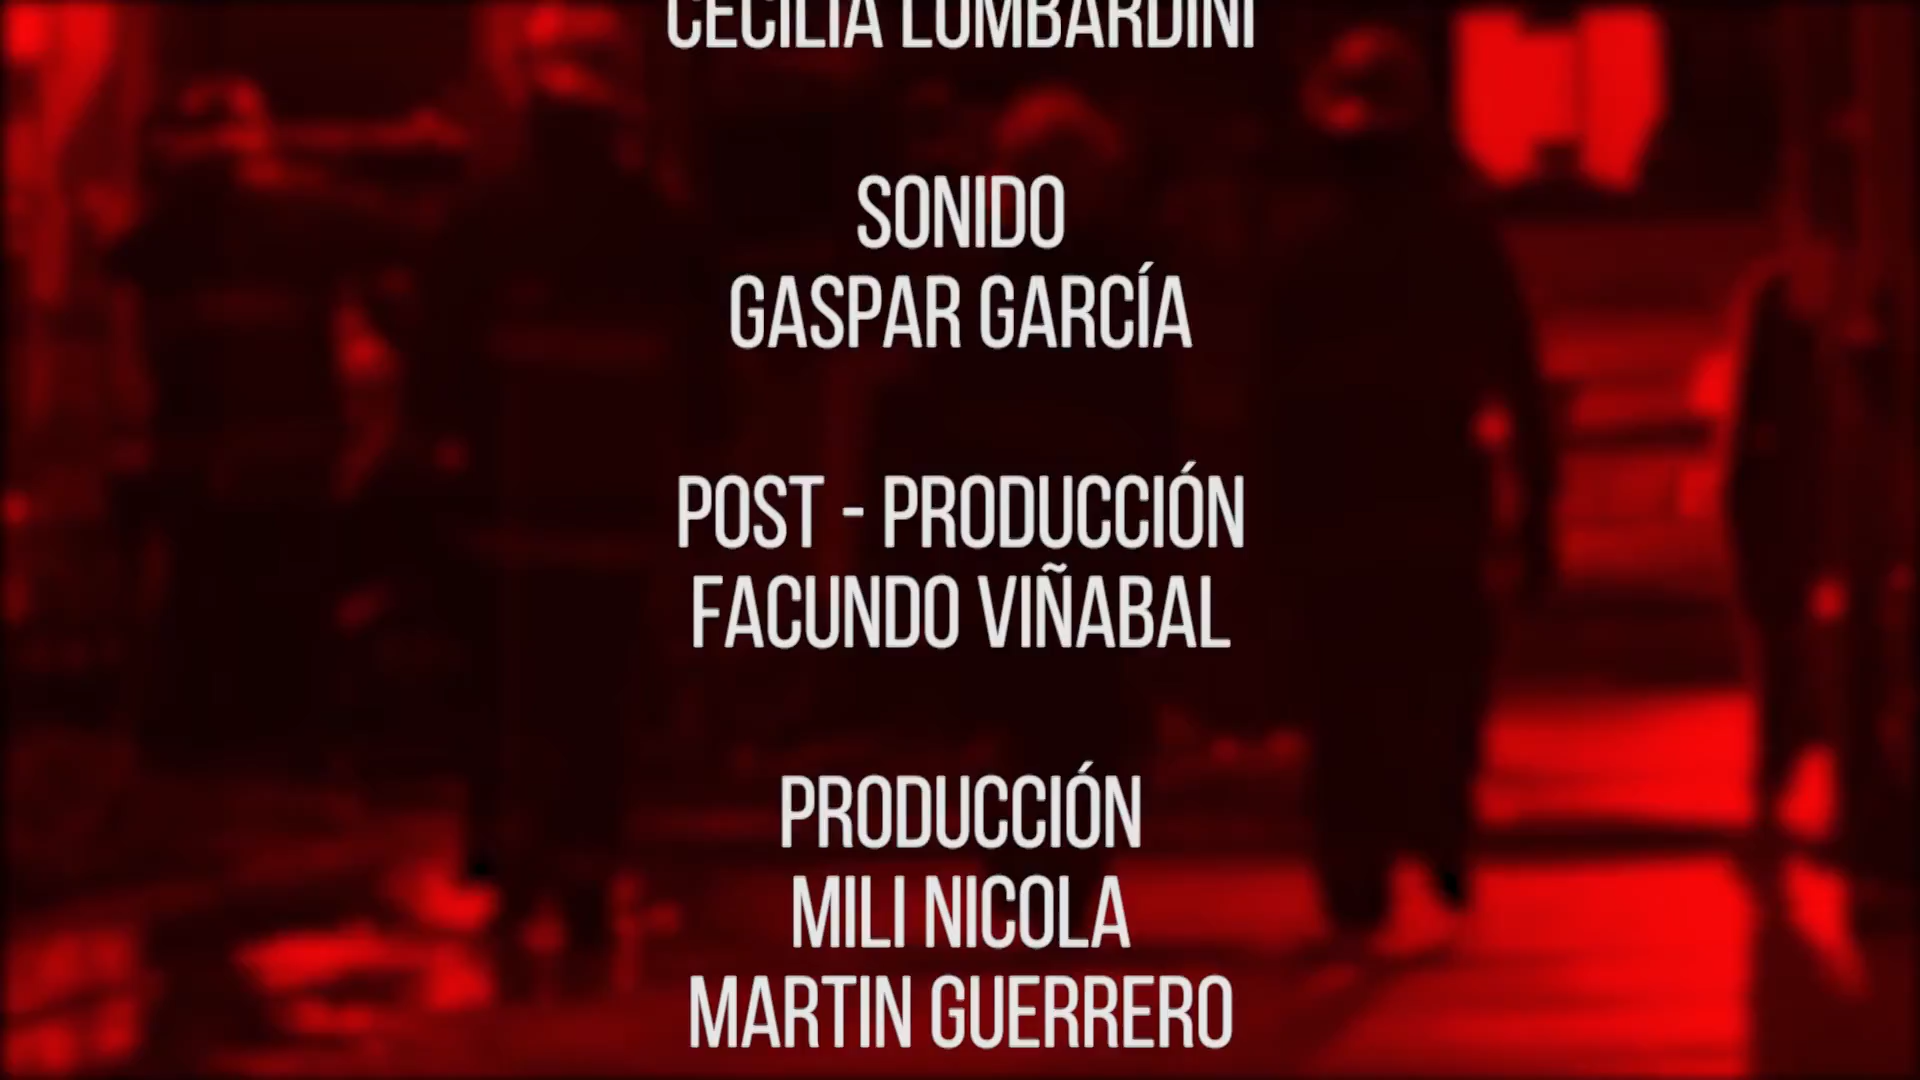 CECILIA LOMBARDINI
SONIDO
GASPAR GARCÍA
POST - PRODUCCIÓN
FACUNDO VIÑABAL
PRODUCCIÓN
MILI NICOLA
MARTIN GUERRERO